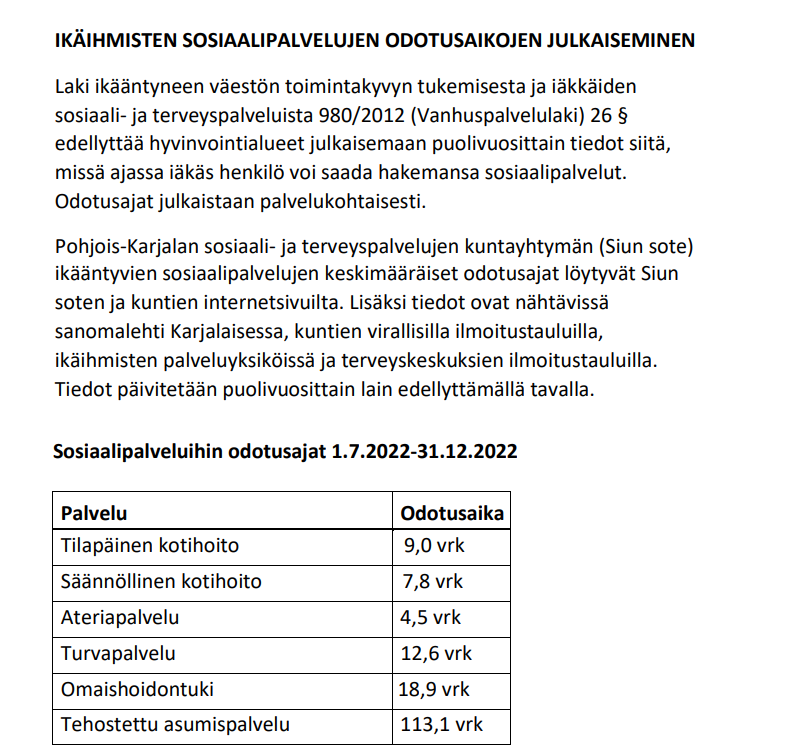 IKÄIHMISTEN SOSIAALIPALVELUJEN ODOTUSAIKOJEN JULKAISEMINEN
Laki ikääntyneen väestön toimintakyvyn tukemisesta ja iäkkäiden
sosiaali- ja terveyspalveluista 980/2012 (Vanhuspalvelulaki) 26 §
edellyttää hyvinvointialueet julkaisemaan puolivuosittain tiedot siitä,
missä ajassa iäkäs henkilö voi saada hakemansa sosiaalipalvelut.
Odotusajat julkaistaan palvelukohtaisesti.
Pohjois-Karjalan sosiaali- ja terveyspalvelujen kuntayhtymän (Siun sote)
ikääntyvien sosiaalipalvelujen keskimääräiset odotusajat löytyvät Siun
soten ja kuntien internetsivuilta. Lisäksi tiedot ovat nähtävissä
sanomalehti Karjalaisessa, kuntien virallisilla ilmoitustauluilla,
ikäihmisten palveluyksiköissä ja terveyskeskuksien ilmoitustauluilla.
Tiedot päivitetään puolivuosittain lain edellyttämällä tavalla.
Sosiaalipalveluihin odotusajat 1.7.2022-31.12.2022
Palvelu Odotusaika
Tilapäinen kotihoito 9,0 vrk
Säännöllinen kotihoito 7,8 vrk
Ateriapalvelu 4,5 vrk
Turvapalvelu 12,6 vrk
Omaishoidontuki 18,9 vrk
Tehostettu asumispalvelu 113,1 vrk